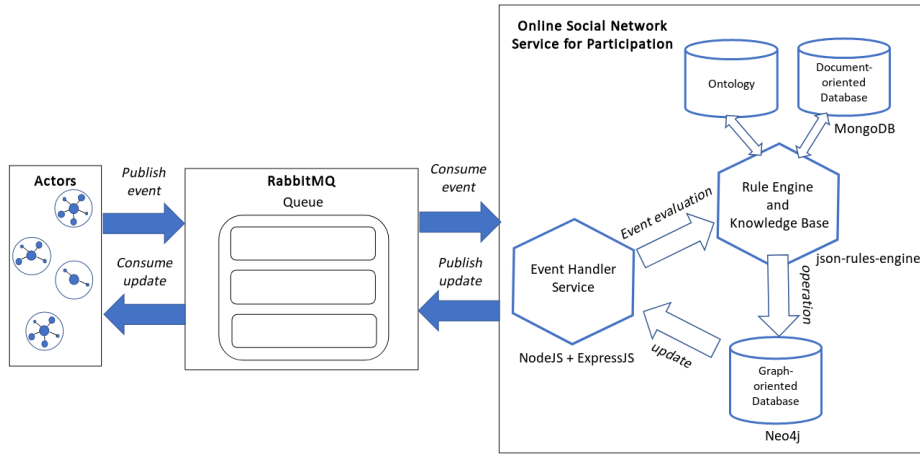 Online Social Network
Service for Participation
Ontology
Document-
oriented
Database
MongoDB
Actors
Publish
event
Consume
update
RabbitMQ
Queue
Consume
event
Publish
update
Event Handler
Service
NodeJS + ExpressJS
Event evaluation
Rule Engine
and
Knowledge Base
json-rules-engine
operation
update
Graph-
oriented
Database
Neo4j